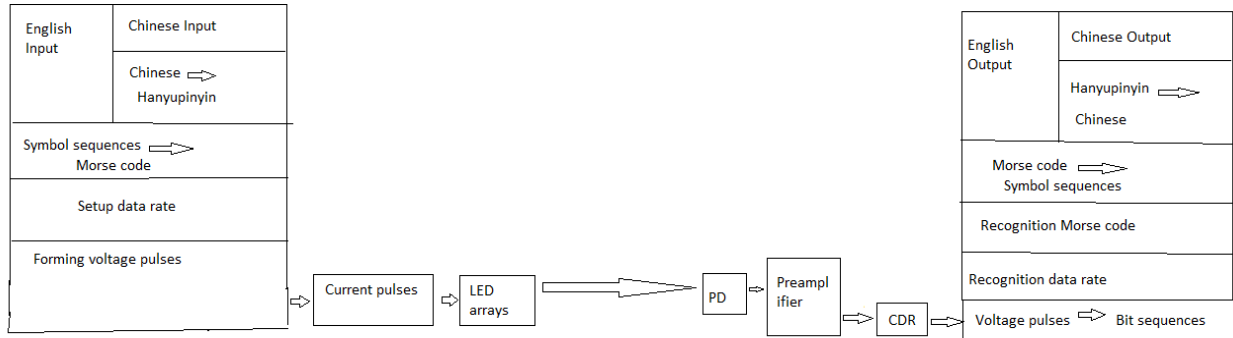 English
Input
Chinese Input
Chinese
Hanyupinyin
Symbol sequences
Morse code
Setup data rate
Forming voltage pulses
Current pulses
LED
arrays
PD
Preampl
ifier
CDR
English
Output
Chinese Output
Hanyupinyin
Chinese
Morse code
Symbol sequences
Recognition Morse code
Recognition data rate
Voltage pulses Bit sequences